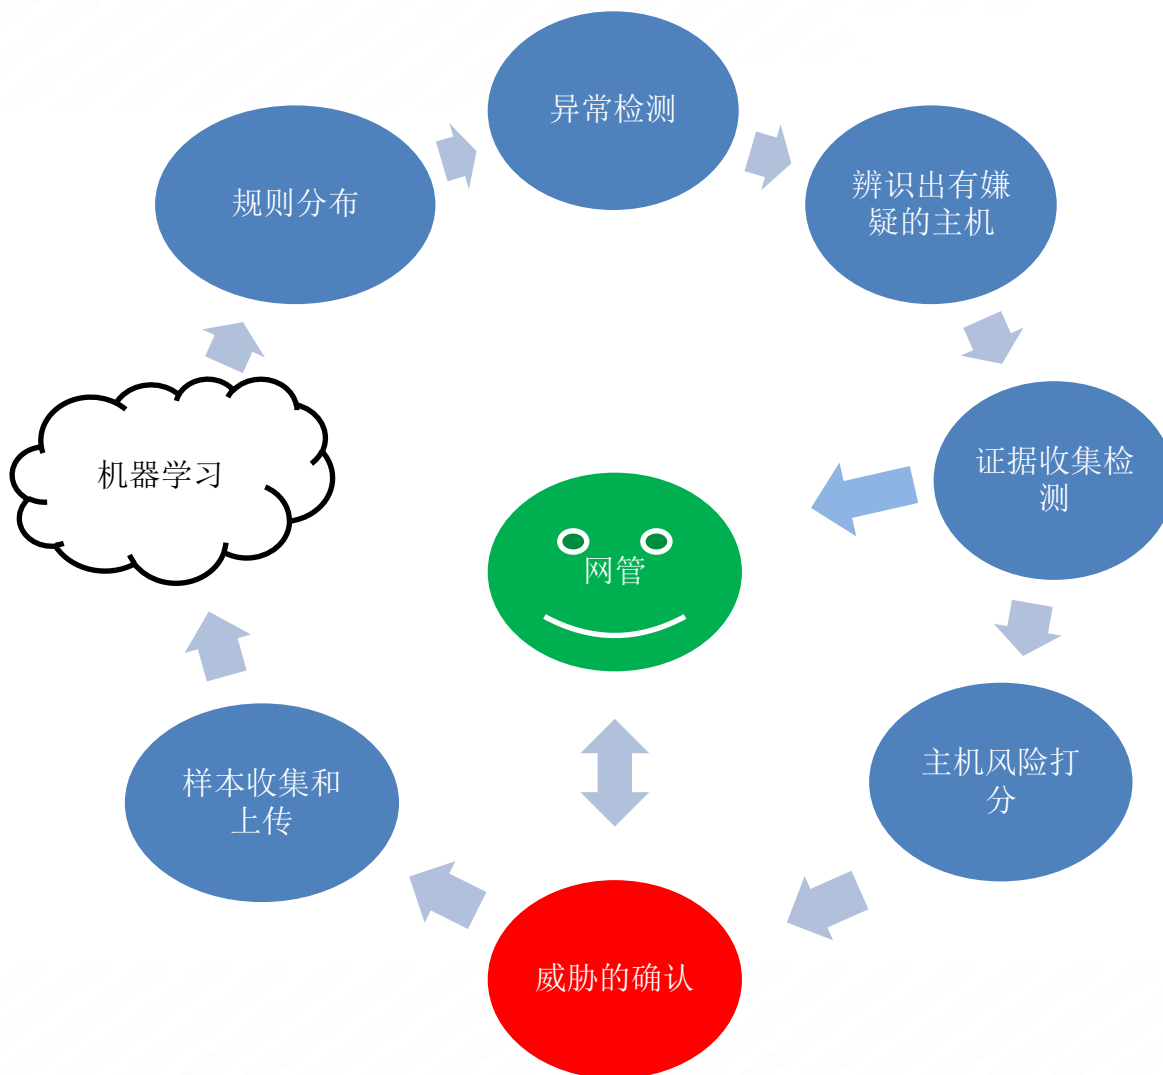 异常检测
规则分布
辨识出有嫌
疑的主机
机器学习
证据收集检
测
网管
样本收集和
上传
主机风险打
分
威胁的确认